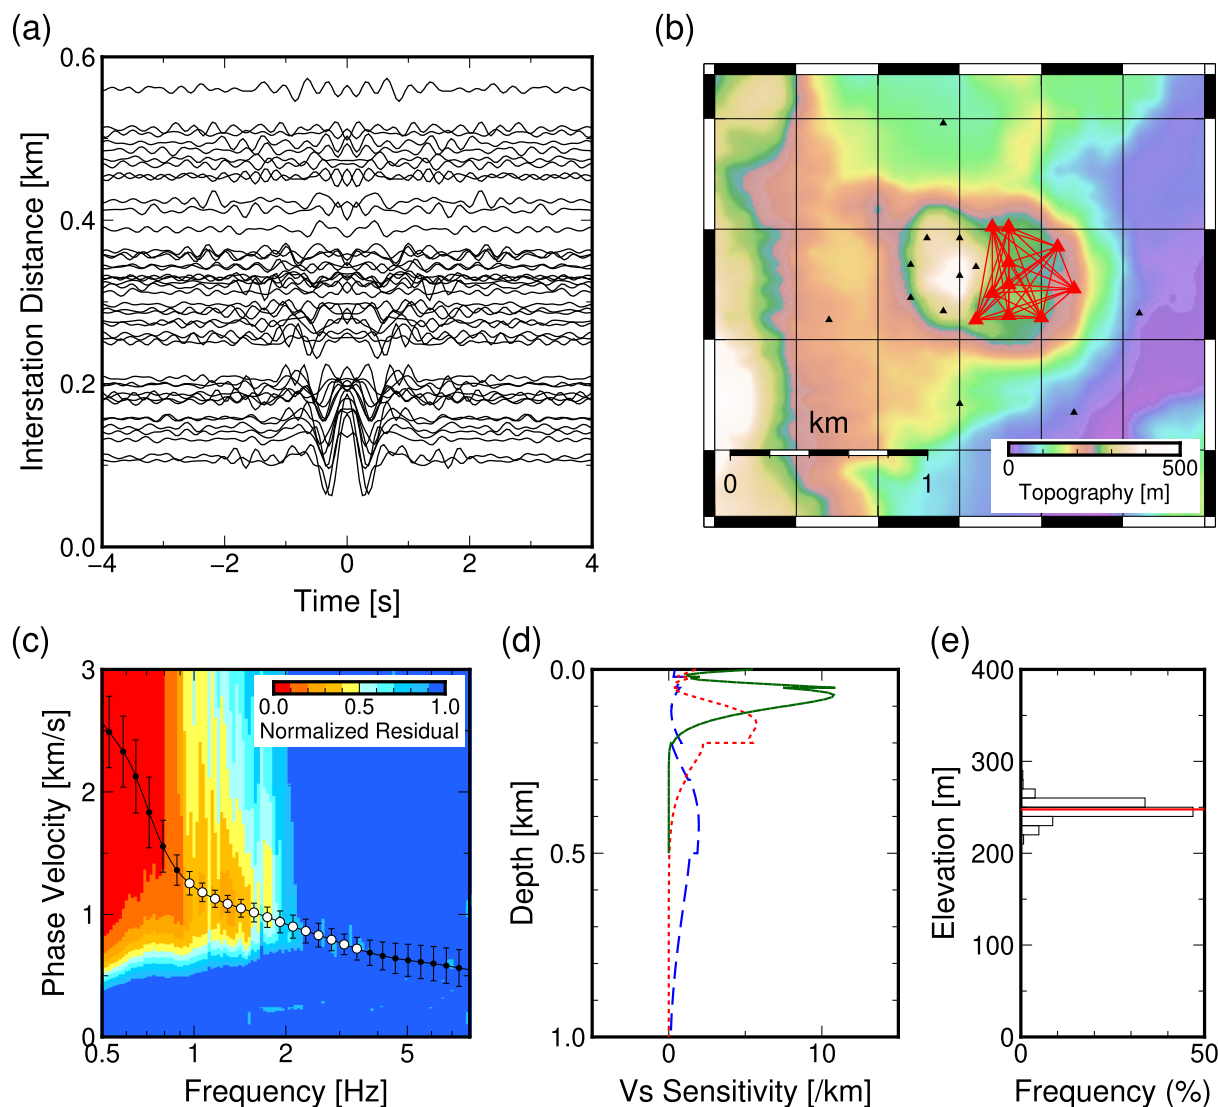 (a)
0.6
0.4
0.2
0.0
Interstation Distance [km]
−4
−2
0
2
4
Time [s]
(b)
km
0
1
0
500
Topography [m]
(c)
3
2
1
0
Phase Velocity [km/s]
0.0
0.5
1.0
Normalized Residual
0.5
1
2
5
Frequency [Hz]
(d)
0.0
0.5
1.0
Depth [km]
0
10
Vs Sensitivity [/km]
(e)
400
300
200
100
0
Elevation [m]
0
50
Frequency (%)